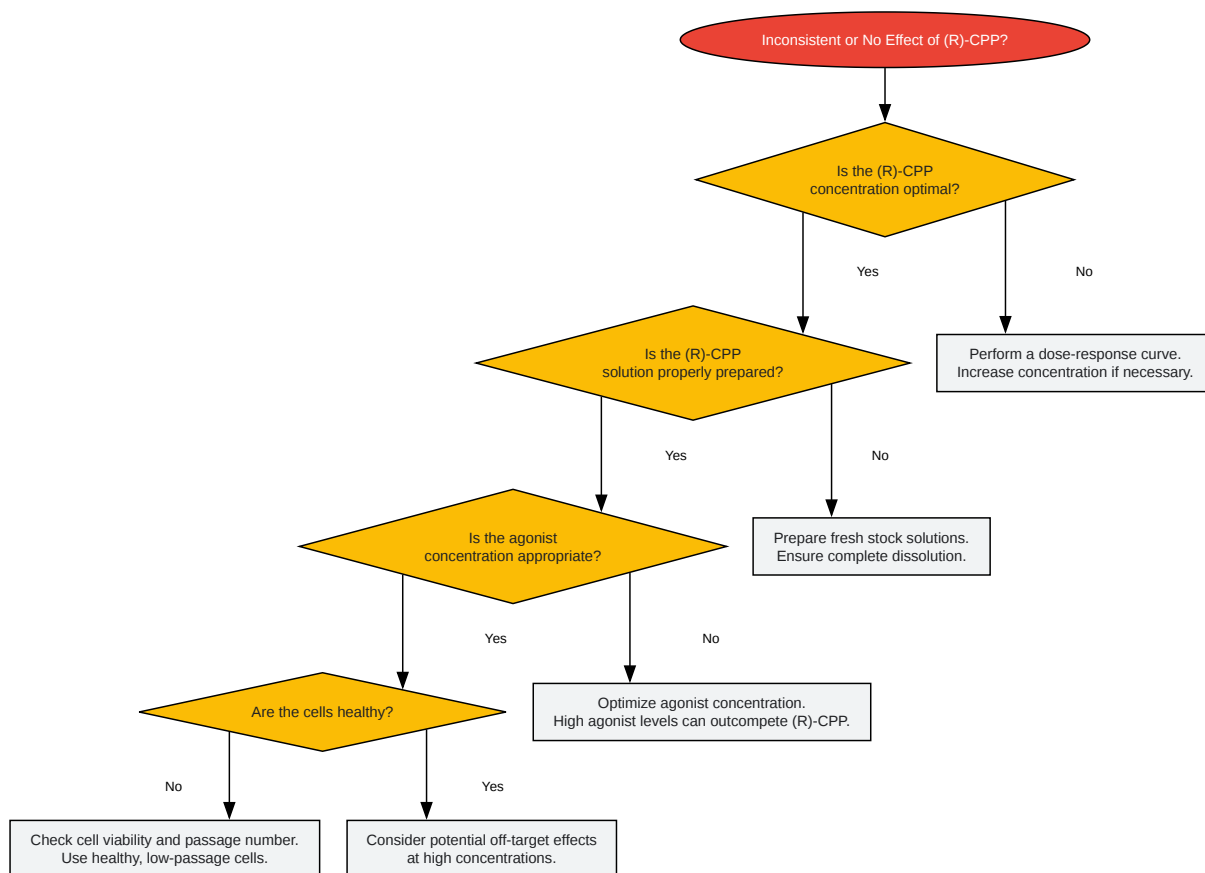 Inconsistent or No Effect of (R)-CPP?
Is the (R)-CPP
concentration optimal?
Yes
No
Is the (R)-CPP
solution properly prepared?
Perform a dose-response curve.
Increase concentration if necessary.
Yes
No
Is the agonist
concentration appropriate?
Prepare fresh stock solutions.
Ensure complete dissolution.
Yes
No
Are the cells healthy?
Optimize agonist concentration.
High agonist levels can outcompete (R)-CPP.
No
Yes
Check cell viability and passage number.
Use healthy, low-passage cells.
Consider potential off-target effects
at high concentrations.